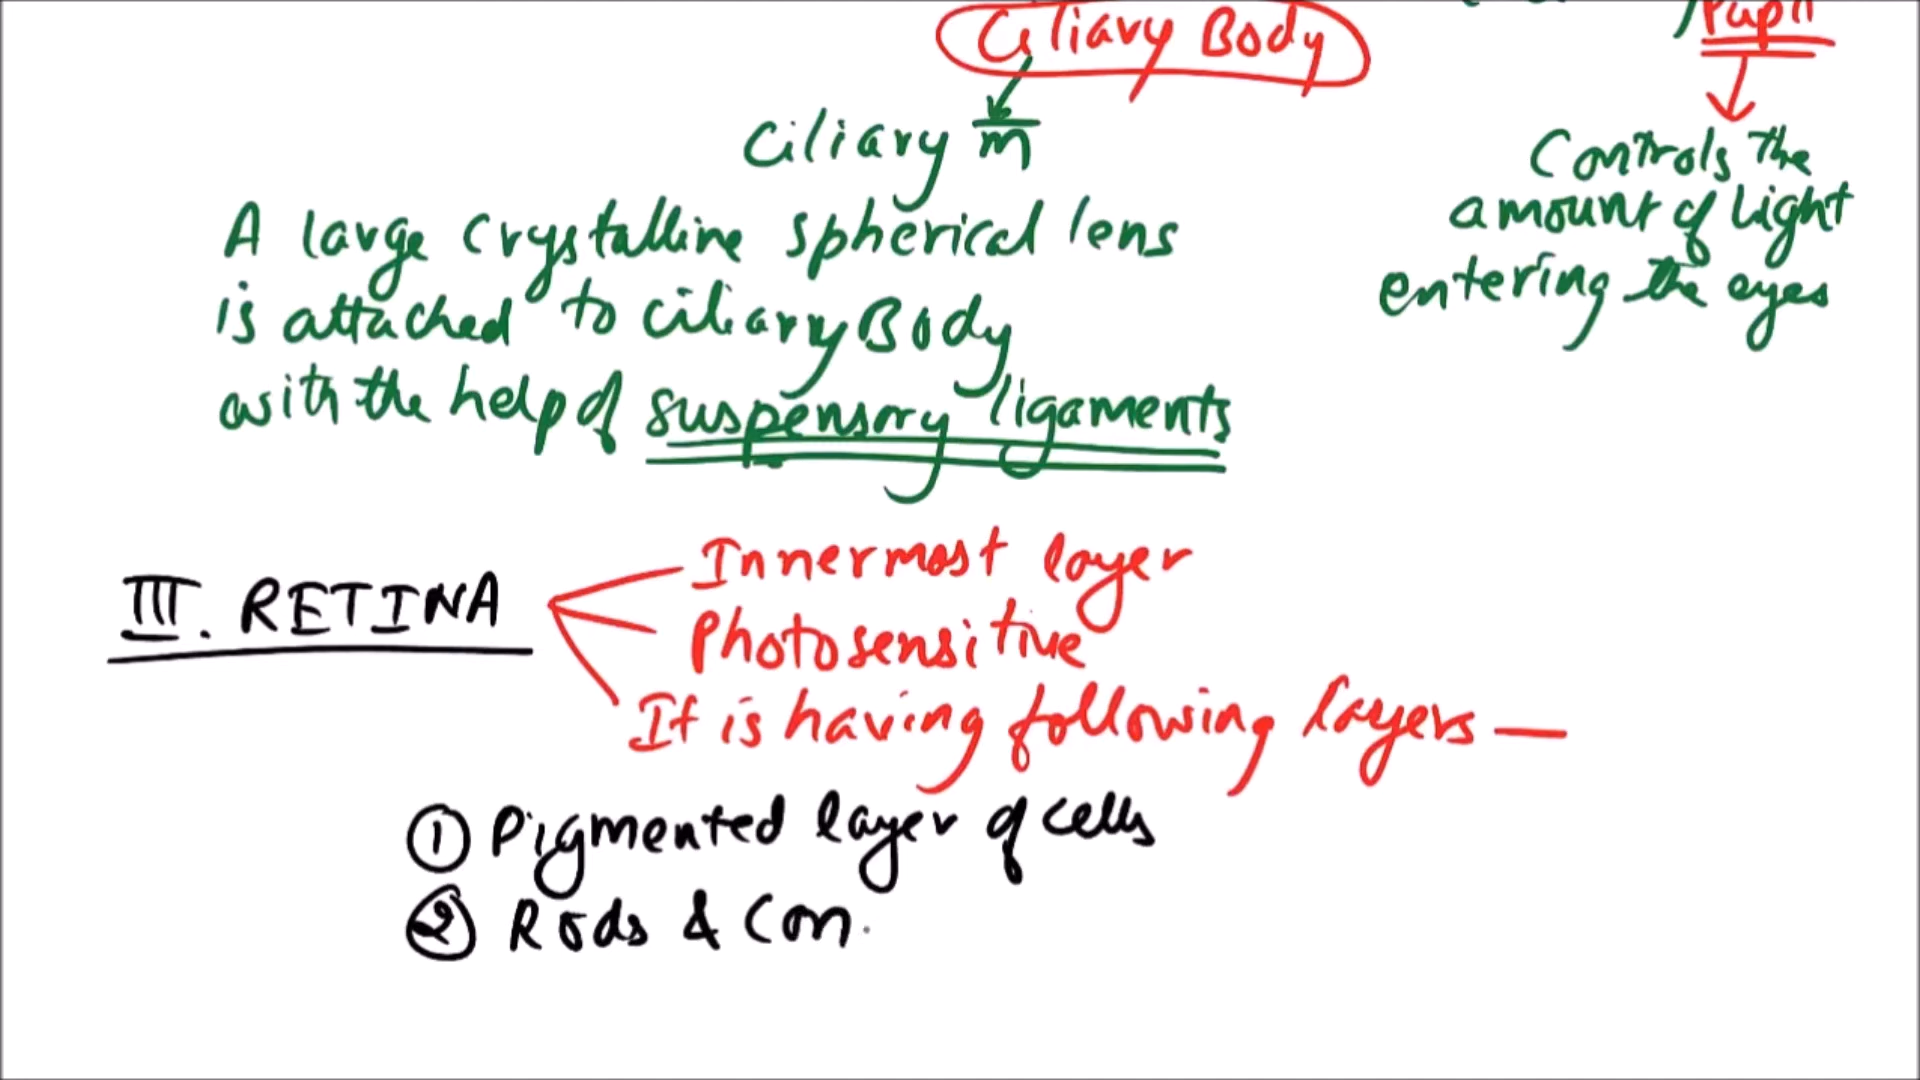 Ciliary Body
Pupil
Ciliary m
Controls the
amount of light
entering the eyes
A large crystalline spherical lens
is attached to ciliary Body
with the help of suspensory ligaments
III. RETINA
Innermost layer
Photosensitive
It is having following layers —
① Pigmented layer of cells
② Rods & Con